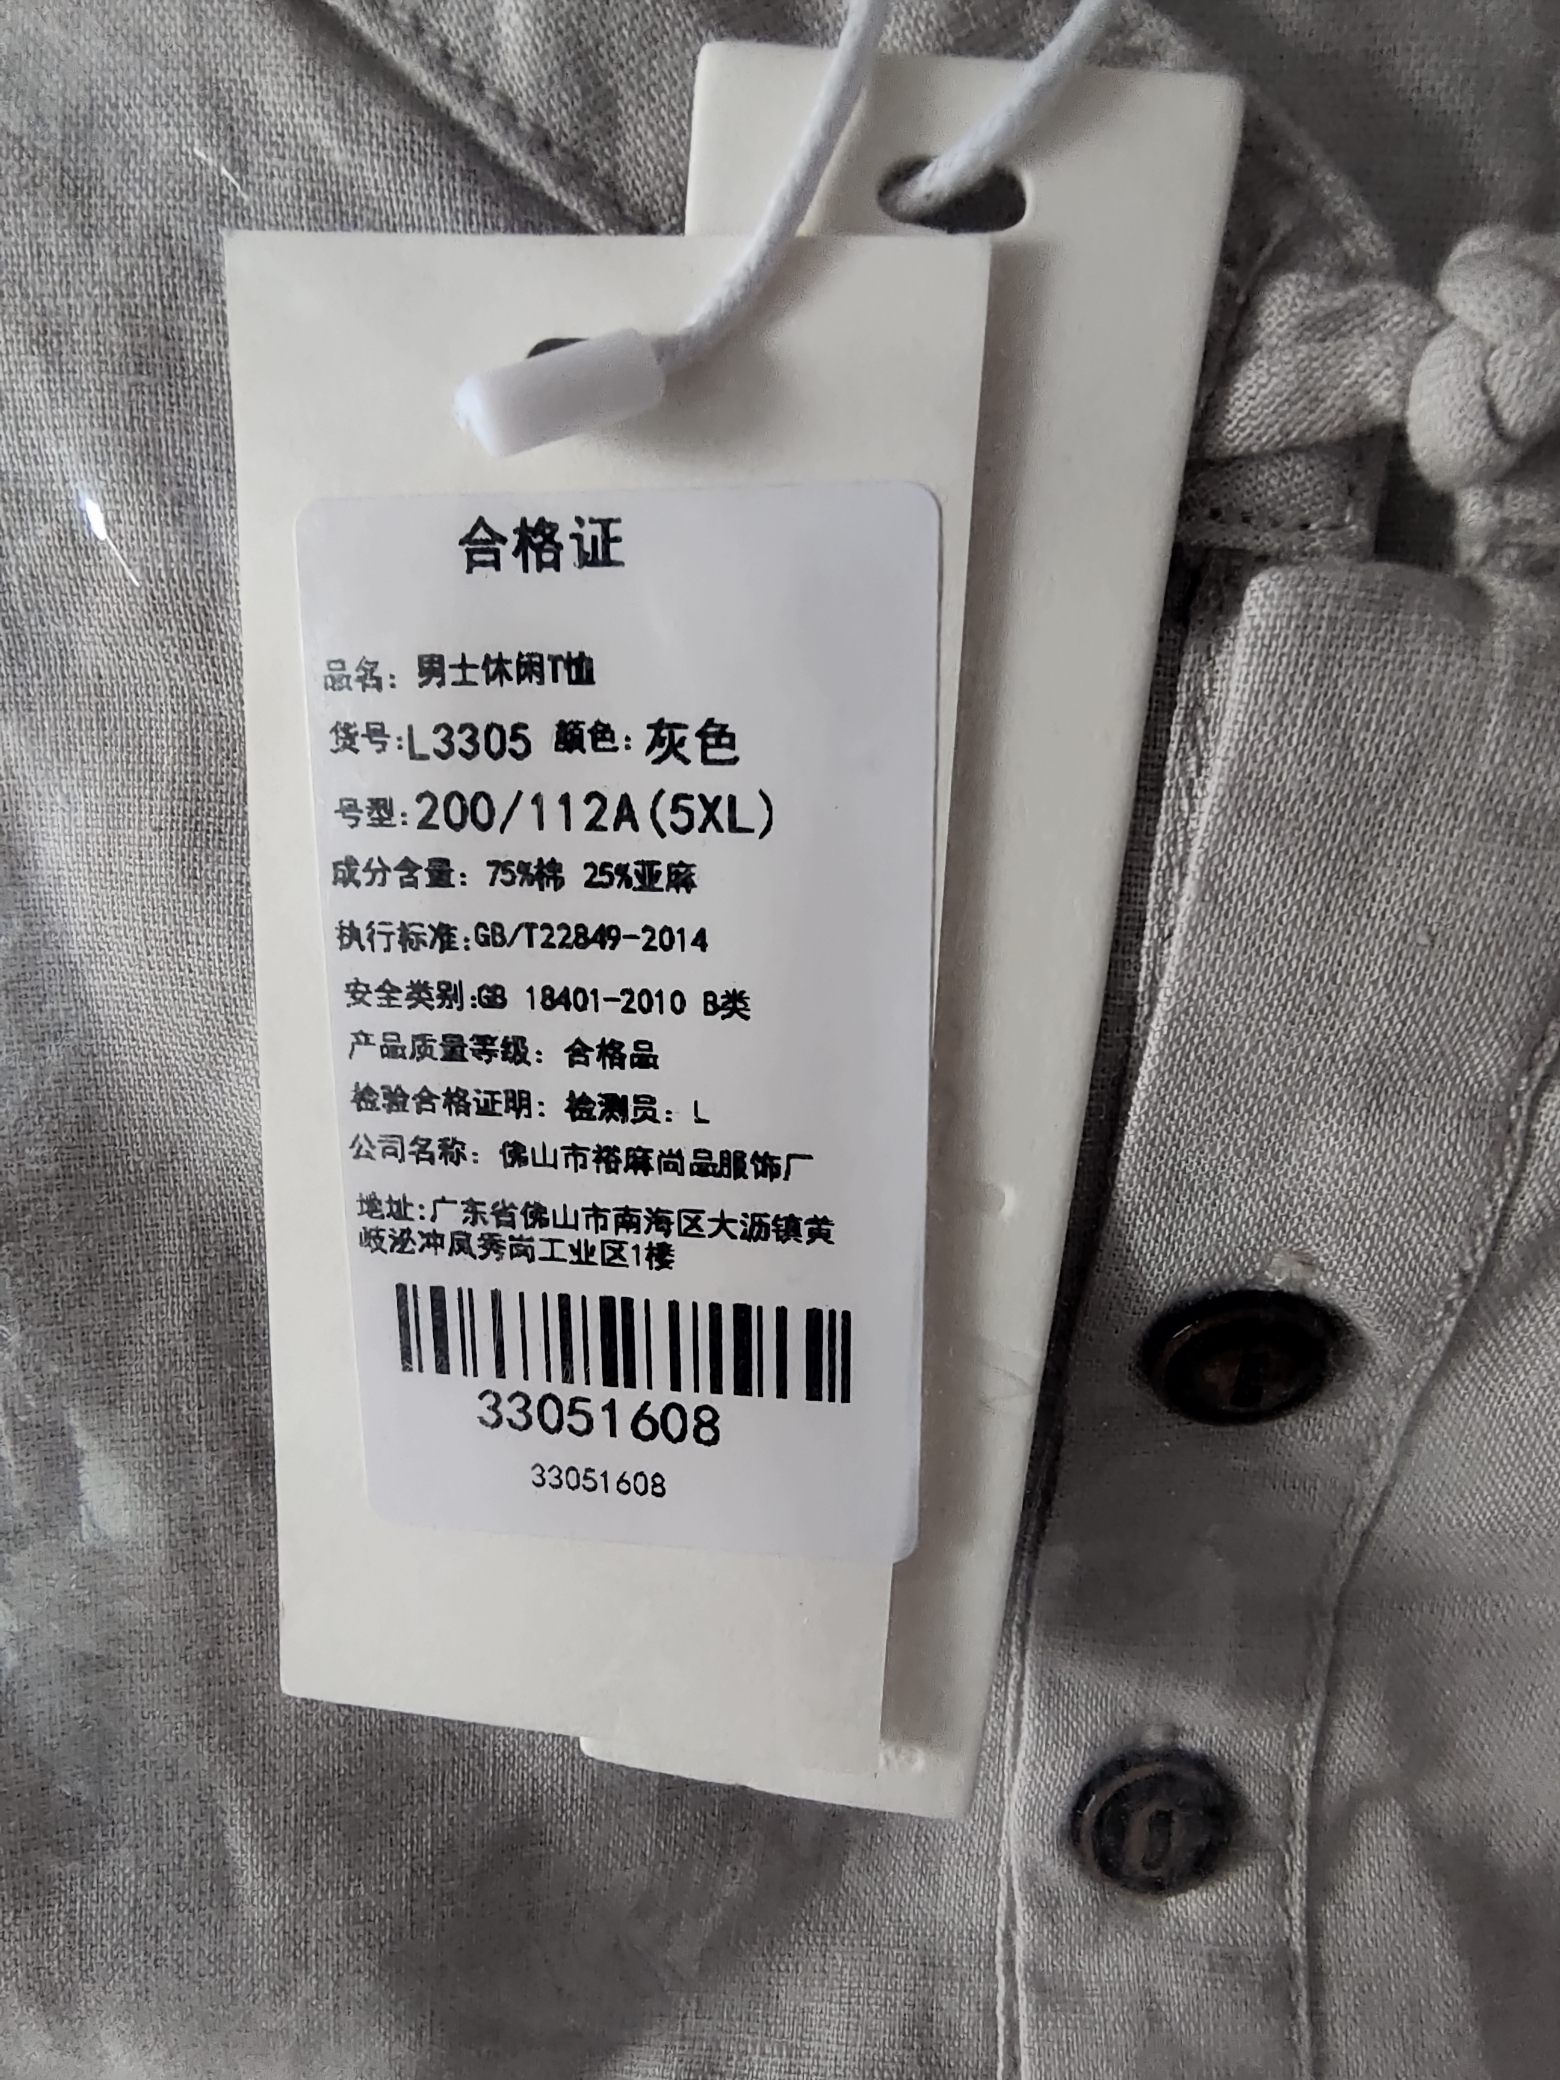 合格证
品名: 男士休闲T恤
货号:L3305 颜色: 灰色
号型:200/112A(5XL)
成分含量: 75%棉 25%亚麻
执行标准:GB/T22849-2014
安全类别:GB 18401-2010 B类
产品质量等级: 合格品
检验合格证明: 检测员: L
公司名称: 佛山市裕麻尚品服饰厂
地址:广东省佛山市南海区大沥镇黄
岐泌冲凤秀岗工业区1楼
33051608
33051608